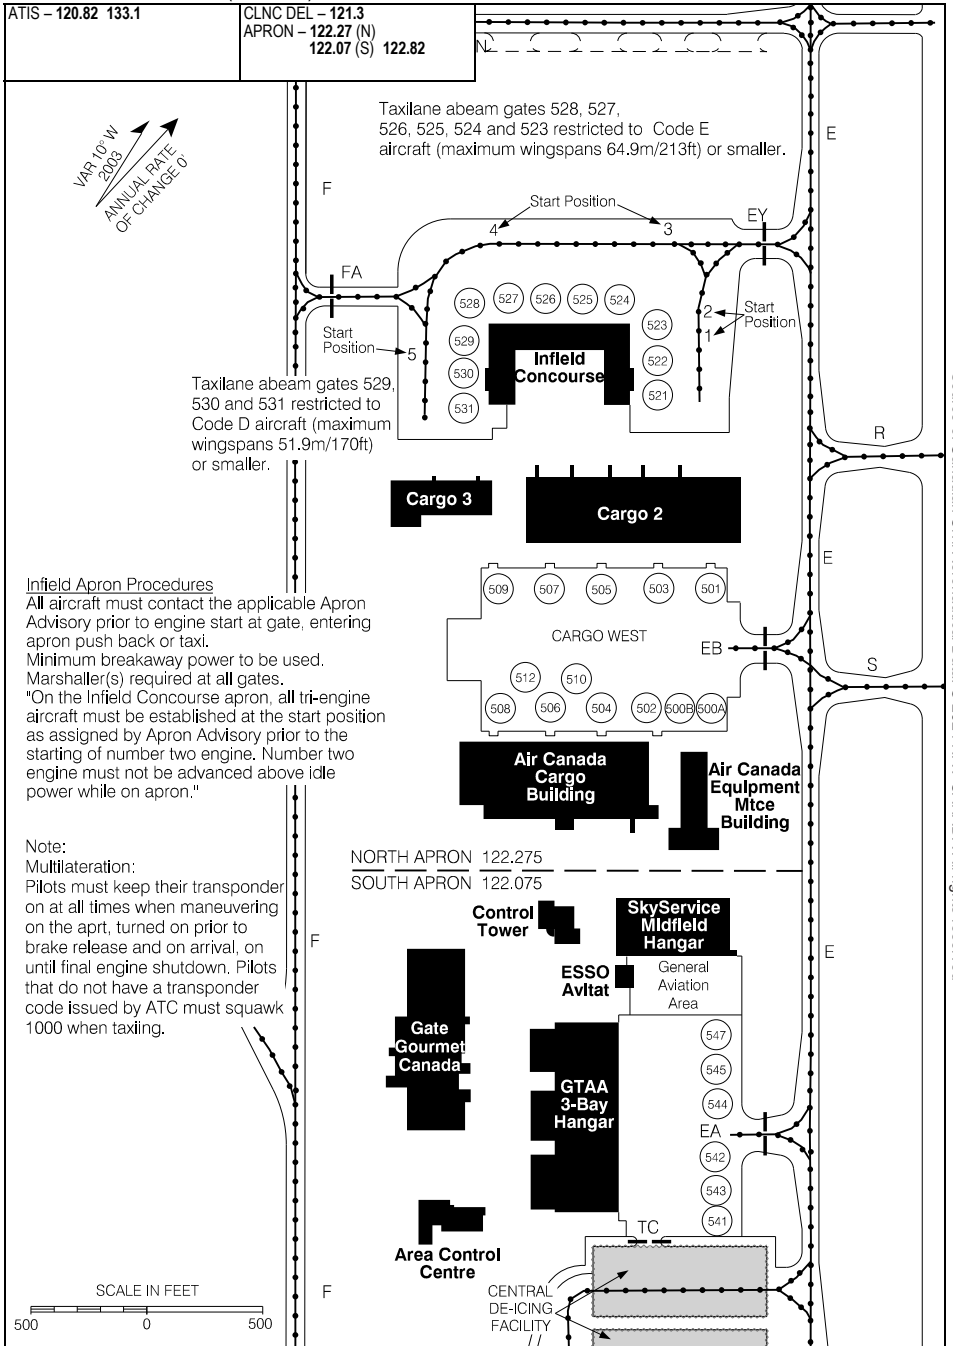 ATIS – 120.82 133.1
CLNC DEL – 121.3
APRON – 122.27 (N)
122.07 (S) 122.82
N
Taxilane abeam gates 528, 527,
526, 525, 524 and 523 restricted to Code E
aircraft (maximum wingspans 64.9m/213ft) or smaller.
E
VAR 10° W
2003
ANNUAL RATE
OF CHANGE 0'
F
Start Position
4
3
EY
FA
528
527
526
525
524
523
2
1
Start
Position
Start
Position
5
529
530
531
522
521
Infield
Concourse
Taxilane abeam gates 529,
530 and 531 restricted to
Code D aircraft (maximum
wingspans 51.9m/170ft)
or smaller.
R
Cargo 3
Cargo 2
E
Infield Apron Procedures
All aircraft must contact the applicable Apron
Advisory prior to engine start at gate, entering
apron push back or taxi.
Minimum breakaway power to be used.
Marshaller(s) required at all gates.
"On the Infield Concourse apron, all tri-engine
aircraft must be established at the start position
as assigned by Apron Advisory prior to the
starting of number two engine. Number two
engine must not be advanced above idle
power while on apron."
509
507
505
503
501
CARGO WEST
EB
S
512
510
508
506
504
502
500B
500A
Air Canada
Cargo
Building
Air Canada
EquIpment
Mtce
Building
Note:
Multilateration:
Pilots must keep their transponder
on at all times when maneuvering
on the aprt, turned on prior to
brake release and on arrival, on
until final engine shutdown. Pilots
that do not have a transponder
code issued by ATC must squawk
1000 when taxiing.
NORTH APRON 122.275
SOUTH APRON 122.075
F
Control
Tower
SkyService
MIdfield
Hangar
E
ESSO
AvItat
General
Aviation
Area
Gate
Gourmet
Canada
GTAA
3-Bay
Hangar
547
545
544
EA
542
543
541
TC
Area Control
Centre
CENTRAL
DE-ICING
FACILITY
F
SCALE IN FEET
500
0
500